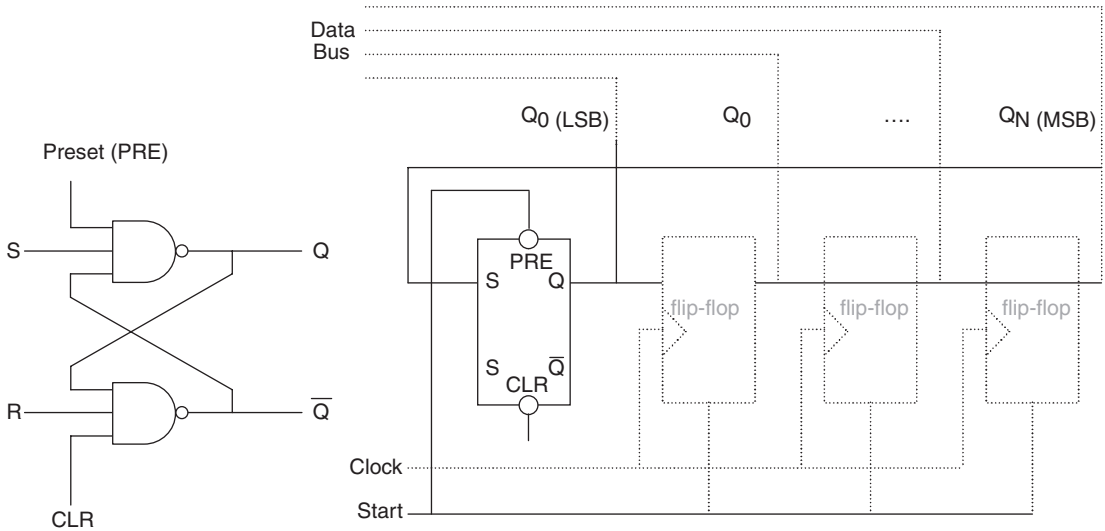 Data
Bus
Q0 (LSB)
Q0
....
QN (MSB)
Preset (PRE)
S
Q
R
Q̅
CLR
PRE
S
Q
S
Q̅
CLR
flip-flop
flip-flop
flip-flop
Clock
Start